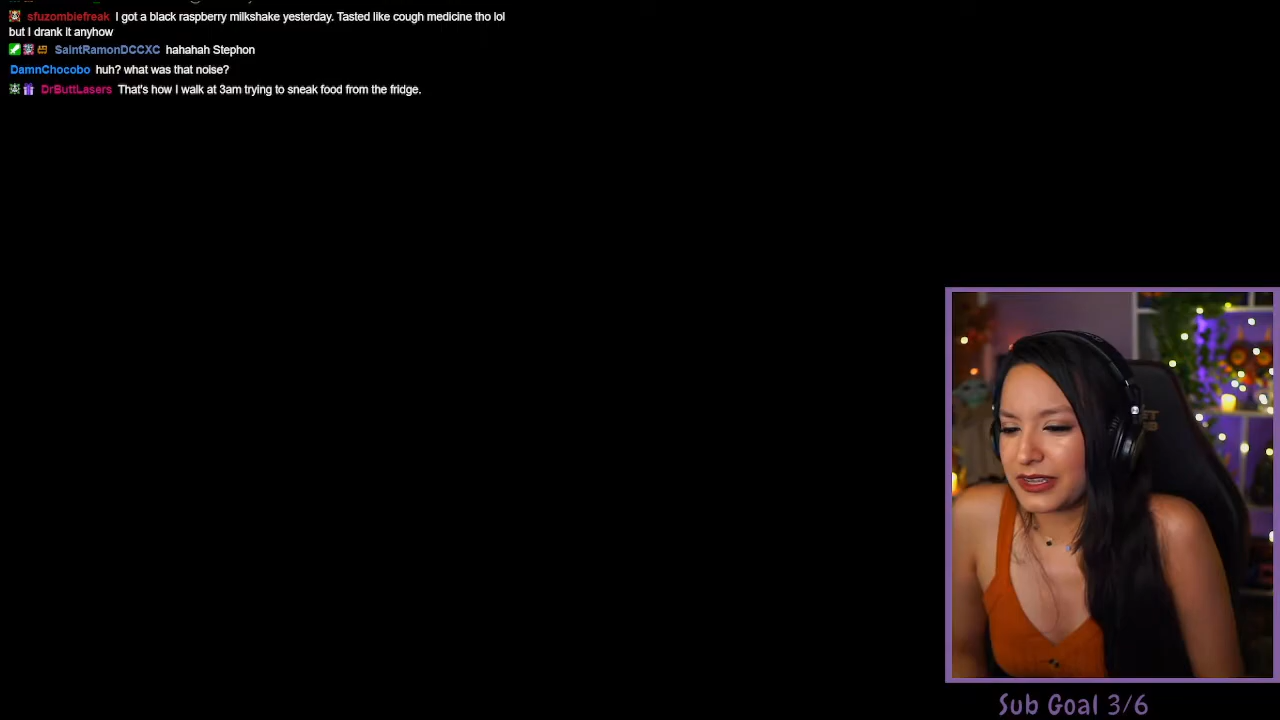 sfuzombiefreak I got a black raspberry milkshake yesterday. Tasted like cough medicine tho lol
but I drank it anyhow
SaintRamonDCCXC hahahah Stephon
DamnChocobo huh? what was that noise?
DrButtLasers That's how I walk at 3am trying to sneak food from the fridge.
Sub Goal 3/6